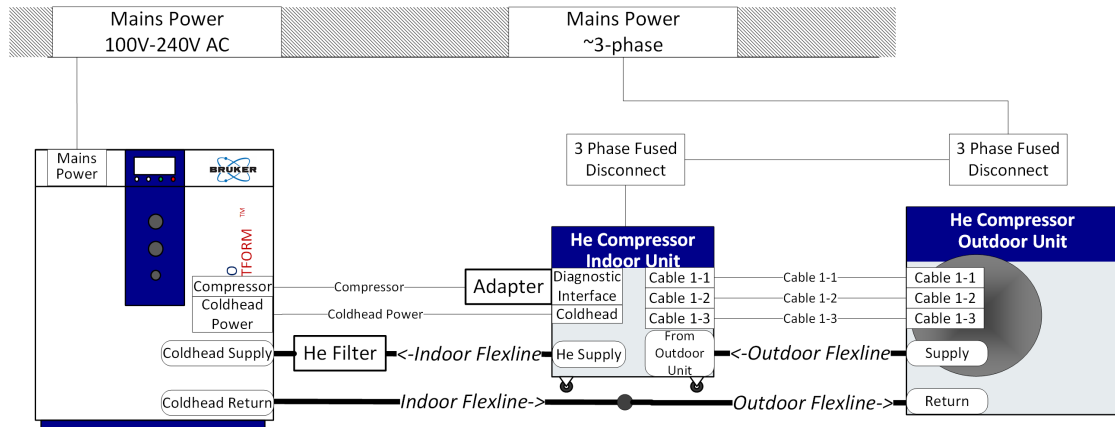 Mains Power
100V-240V AC
Mains Power
~3-phase
3 Phase Fused
Disconnect
3 Phase Fused
Disconnect
Mains
Power
BRUKER
TFORM ™
O
He Compressor
Indoor Unit
He Compressor
Outdoor Unit
Compressor
Coldhead
Power
Compressor
Coldhead Power
Adapter
Diagnostic
Interface
Coldhead
Cable 1-1
Cable 1-2
Cable 1-3
Cable 1-1
Cable 1-2
Cable 1-3
Cable 1-1
Cable 1-2
Cable 1-3
Coldhead Supply
He Filter
<-Indoor Flexline
He Supply
From
Outdoor
Unit
<-Outdoor Flexline
Supply
Coldhead Return
Indoor Flexline->
Outdoor Flexline->
Return